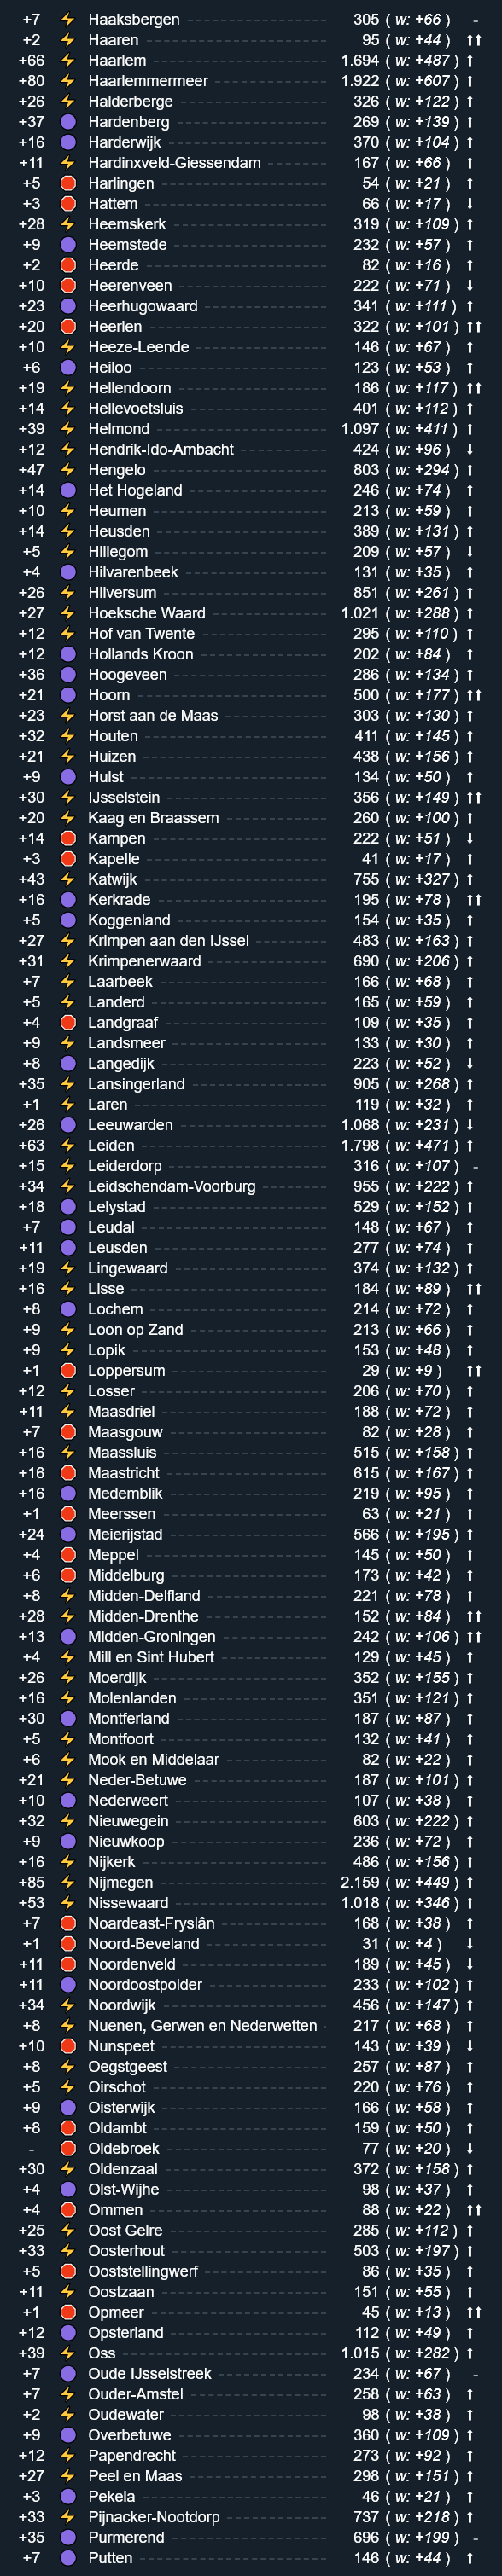 +7 ⚡ Haaksbergen 305 ( w: +66 ) -
+2 ⚡ Haaren 95 ( w: +44 ) ⬆⬆
+66 ⚡ Haarlem 1.694 ( w: +487 ) ⬆
+80 ⚡ Haarlemmermeer 1.922 ( w: +607 ) ⬆
+26 ⚡ Halderberge 326 ( w: +122 ) ⬆
+37 🟣 Hardenberg 269 ( w: +139 ) ⬆
+16 🟣 Harderwijk 370 ( w: +104 ) ⬆
+11 ⚡ Hardinxveld-Giessendam 167 ( w: +66 ) ⬆
+5 🛑 Harlingen 54 ( w: +21 ) ⬆
+3 🛑 Hattem 66 ( w: +17 ) ⬇
+28 ⚡ Heemskerk 319 ( w: +109 ) ⬆
+9 🟣 Heemstede 232 ( w: +57 ) ⬆
+2 🛑 Heerde 82 ( w: +16 ) ⬆
+10 🛑 Heerenveen 222 ( w: +71 ) ⬇
+23 🟣 Heerhugowaard 341 ( w: +111 ) ⬆
+20 🛑 Heerlen 322 ( w: +101 ) ⬆⬆
+10 ⚡ Heeze-Leende 146 ( w: +67 ) ⬆
+6 🟣 Heiloo 123 ( w: +53 ) ⬆
+19 ⚡ Hellendoorn 186 ( w: +117 ) ⬆⬆
+14 ⚡ Hellevoetsluis 401 ( w: +112 ) ⬆
+39 ⚡ Helmond 1.097 ( w: +411 ) ⬆
+12 ⚡ Hendrik-Ido-Ambacht 424 ( w: +96 ) ⬇
+47 ⚡ Hengelo 803 ( w: +294 ) ⬆
+14 🟣 Het Hogeland 246 ( w: +74 ) ⬆
+10 ⚡ Heumen 213 ( w: +59 ) ⬆
+14 ⚡ Heusden 389 ( w: +131 ) ⬆
+5 ⚡ Hillegom 209 ( w: +57 ) ⬇
+4 🟣 Hilvarenbeek 131 ( w: +35 ) ⬆
+26 ⚡ Hilversum 851 ( w: +261 ) ⬆
+27 ⚡ Hoeksche Waard 1.021 ( w: +288 ) ⬆
+12 ⚡ Hof van Twente 295 ( w: +110 ) ⬆
+12 🟣 Hollands Kroon 202 ( w: +84 ) ⬆
+36 🟣 Hoogeveen 286 ( w: +134 ) ⬆
+21 🟣 Hoorn 500 ( w: +177 ) ⬆⬆
+23 ⚡ Horst aan de Maas 303 ( w: +130 ) ⬆
+32 ⚡ Houten 411 ( w: +145 ) ⬆
+21 ⚡ Huizen 438 ( w: +156 ) ⬆
+9 🟣 Hulst 134 ( w: +50 ) ⬆
+30 ⚡ IJsselstein 356 ( w: +149 ) ⬆⬆
+20 ⚡ Kaag en Braassem 260 ( w: +100 ) ⬆
+14 🛑 Kampen 222 ( w: +51 ) ⬇
+3 🛑 Kapelle 41 ( w: +17 ) ⬆
+43 ⚡ Katwijk 755 ( w: +327 ) ⬆
+16 🟣 Kerkrade 195 ( w: +78 ) ⬆⬆
+5 🟣 Koggenland 154 ( w: +35 ) ⬆
+27 ⚡ Krimpen aan den IJssel 483 ( w: +163 ) ⬆
+31 ⚡ Krimpenerwaard 690 ( w: +206 ) ⬆
+7 ⚡ Laarbeek 166 ( w: +68 ) ⬆
+5 ⚡ Landerd 165 ( w: +59 ) ⬆
+4 🛑 Landgraaf 109 ( w: +35 ) ⬆
+9 ⚡ Landsmeer 133 ( w: +30 ) ⬆
+8 🟣 Langedijk 223 ( w: +52 ) ⬇
+35 ⚡ Lansingerland 905 ( w: +268 ) ⬆
+1 ⚡ Laren 119 ( w: +32 ) ⬆
+26 🟣 Leeuwarden 1.068 ( w: +231 ) ⬇
+63 ⚡ Leiden 1.798 ( w: +471 ) ⬆
+15 ⚡ Leiderdorp 316 ( w: +107 ) -
+34 ⚡ Leidschendam-Voorburg 955 ( w: +222 ) ⬆
+18 🟣 Lelystad 529 ( w: +152 ) ⬆
+7 🟣 Leudal 148 ( w: +67 ) ⬆
+11 🟣 Leusden 277 ( w: +74 ) ⬆
+19 ⚡ Lingewaard 374 ( w: +132 ) ⬆
+16 ⚡ Lisse 184 ( w: +89 ) ⬆⬆
+8 🟣 Lochem 214 ( w: +72 ) ⬆
+9 ⚡ Loon op Zand 213 ( w: +66 ) ⬆
+9 ⚡ Lopik 153 ( w: +48 ) ⬆
+1 🛑 Loppersum 29 ( w: +9 ) ⬆⬆
+12 ⚡ Losser 206 ( w: +70 ) ⬆
+11 ⚡ Maasdriel 188 ( w: +72 ) ⬆
+7 🛑 Maasgouw 82 ( w: +28 ) ⬆
+16 ⚡ Maassluis 515 ( w: +158 ) ⬆
+16 🛑 Maastricht 615 ( w: +167 ) ⬆
+16 🟣 Medemblik 219 ( w: +95 ) ⬆
+1 🛑 Meerssen 63 ( w: +21 ) ⬆
+24 🟣 Meierijstad 566 ( w: +195 ) ⬆
+4 🛑 Meppel 145 ( w: +50 ) ⬆
+6 🛑 Middelburg 173 ( w: +42 ) ⬆
+8 ⚡ Midden-Delfland 221 ( w: +78 ) ⬆
+28 ⚡ Midden-Drenthe 152 ( w: +84 ) ⬆⬆
+13 🟣 Midden-Groningen 242 ( w: +106 ) ⬆⬆
+4 ⚡ Mill en Sint Hubert 129 ( w: +45 ) ⬆
+26 ⚡ Moerdijk 352 ( w: +155 ) ⬆
+16 ⚡ Molenlanden 351 ( w: +121 ) ⬆
+30 🟣 Montferland 187 ( w: +87 ) ⬆
+5 ⚡ Montfoort 132 ( w: +41 ) ⬆
+6 ⚡ Mook en Middelaar 82 ( w: +22 ) ⬆
+21 ⚡ Neder-Betuwe 187 ( w: +101 ) ⬆
+10 🟣 Nederweert 107 ( w: +38 ) ⬆
+32 ⚡ Nieuwegein 603 ( w: +222 ) ⬆
+9 🟣 Nieuwkoop 236 ( w: +72 ) ⬆
+16 ⚡ Nijkerk 486 ( w: +156 ) ⬆
+85 ⚡ Nijmegen 2.159 ( w: +449 ) ⬆
+53 ⚡ Nissewaard 1.018 ( w: +346 ) ⬆
+7 🛑 Noardeast-Fryslân 168 ( w: +38 ) ⬆
+1 🛑 Noord-Beveland 31 ( w: +4 ) ⬇
+11 🛑 Noordenveld 189 ( w: +45 ) ⬇
+11 🟣 Noordoostpolder 233 ( w: +102 ) ⬆
+34 ⚡ Noordwijk 456 ( w: +147 ) ⬆
+8 ⚡ Nuenen, Gerwen en Nederwetten 217 ( w: +68 ) ⬆
+10 🛑 Nunspeet 143 ( w: +39 ) ⬇
+8 ⚡ Oegstgeest 257 ( w: +87 ) ⬆
+5 ⚡ Oirschot 220 ( w: +76 ) ⬆
+9 🟣 Oisterwijk 166 ( w: +58 ) ⬆
+8 🛑 Oldambt 159 ( w: +50 ) ⬆
- 🛑 Oldebroek 77 ( w: +20 ) ⬇
+30 ⚡ Oldenzaal 372 ( w: +158 ) ⬆
+4 🟣 Olst-Wijhe 98 ( w: +37 ) ⬆
+4 🛑 Ommen 88 ( w: +22 ) ⬆⬆
+25 ⚡ Oost Gelre 285 ( w: +112 ) ⬆
+33 ⚡ Oosterhout 503 ( w: +197 ) ⬆
+5 🛑 Ooststellingwerf 86 ( w: +35 ) ⬆
+11 ⚡ Oostzaan 151 ( w: +55 ) ⬆
+1 🛑 Opmeer 45 ( w: +13 ) ⬆⬆
+12 🟣 Opsterland 112 ( w: +49 ) ⬆
+39 ⚡ Oss 1.015 ( w: +282 ) ⬆
+7 🟣 Oude IJsselstreek 234 ( w: +67 ) -
+7 ⚡ Ouder-Amstel 258 ( w: +63 ) ⬆
+2 ⚡ Oudewater 98 ( w: +38 ) ⬆
+9 🟣 Overbetuwe 360 ( w: +109 ) ⬆
+12 ⚡ Papendrecht 273 ( w: +92 ) ⬆
+27 ⚡ Peel en Maas 298 ( w: +151 ) ⬆
+3 🟣 Pekela 46 ( w: +21 ) ⬆
+33 ⚡ Pijnacker-Nootdorp 737 ( w: +218 ) ⬆
+35 🟣 Purmerend 696 ( w: +199 ) -
+7 🟣 Putten 146 ( w: +44 ) ⬆